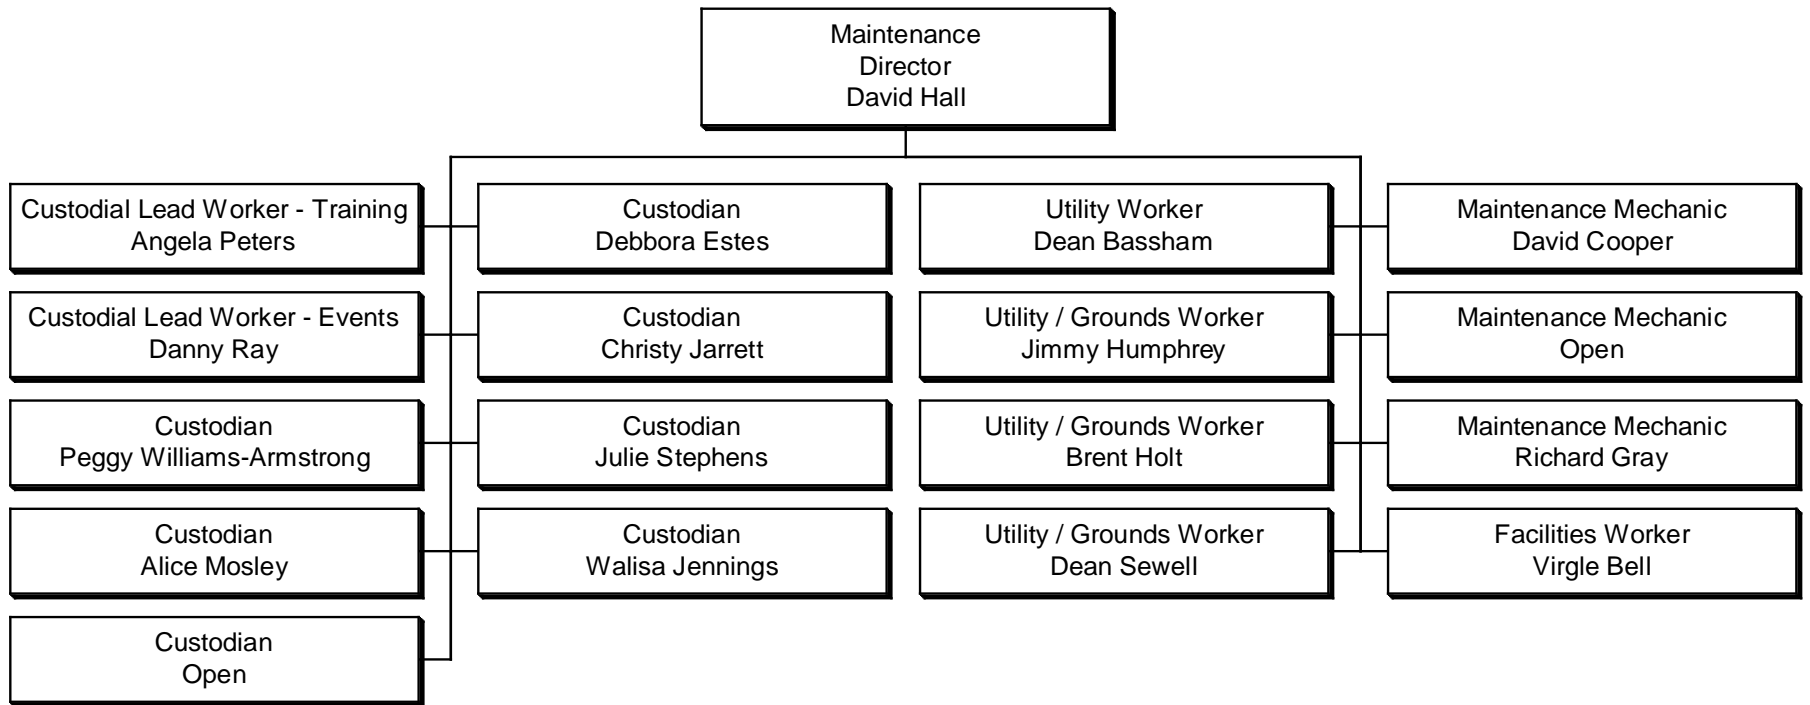 Maintenance
Director
David Hall
Custodial Lead Worker - Training
Angela Peters
Custodian
Debbora Estes
Utility Worker
Dean Bassham
Maintenance Mechanic
David Cooper
Custodial Lead Worker - Events
Danny Ray
Custodian
Christy Jarrett
Utility / Grounds Worker
Jimmy Humphrey
Maintenance Mechanic
Open
Custodian
Peggy Williams-Armstrong
Custodian
Julie Stephens
Utility / Grounds Worker
Brent Holt
Maintenance Mechanic
Richard Gray
Custodian
Alice Mosley
Custodian
Walisa Jennings
Utility / Grounds Worker
Dean Sewell
Facilities Worker
Virgle Bell
Custodian
Open